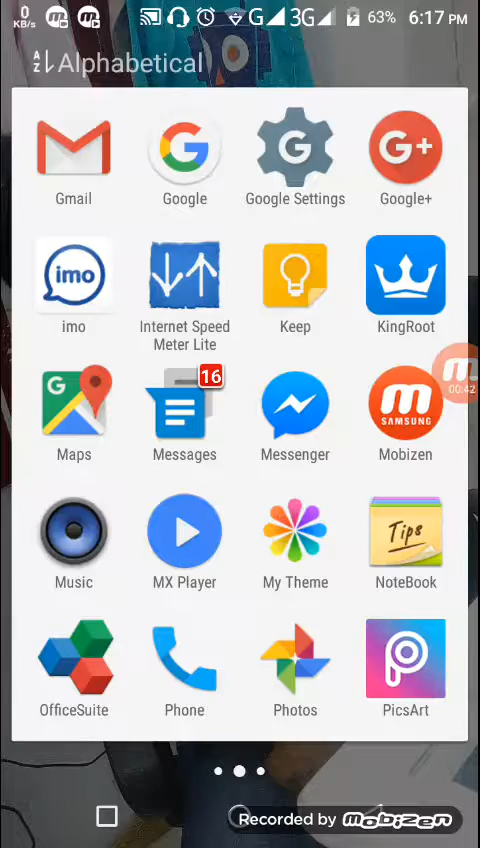 0
KB/s
G 3G 63% 6:17 PM
A
Z Alphabetical
G G G G+
Gmail Google Google Settings Google+
imo
imo Internet Speed Keep KingRoot
Meter Lite
G 16 m
SAMSUNG 00:42
Maps Messages Messenger Mobizen
Tips
Music MX Player My Theme NoteBook
OfficeSuite Phone Photos PicsArt
Recorded by mobizen